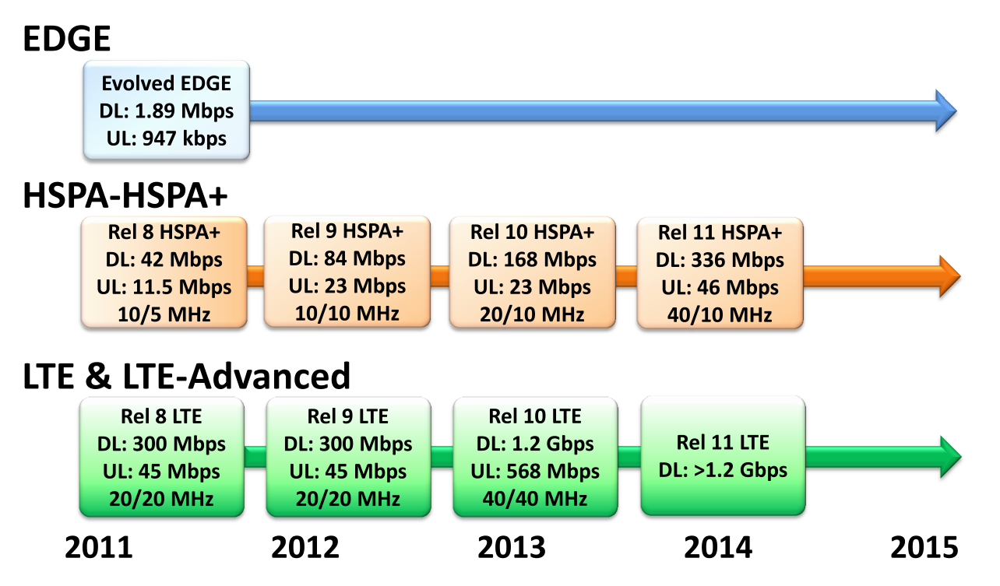 EDGE
Evolved EDGE
DL: 1.89 Mbps
UL: 947 kbps
HSPA-HSPA+
Rel 8 HSPA+
DL: 42 Mbps
UL: 11.5 Mbps
10/5 MHz
Rel 9 HSPA+
DL: 84 Mbps
UL: 23 Mbps
10/10 MHz
Rel 10 HSPA+
DL: 168 Mbps
UL: 23 Mbps
20/10 MHz
Rel 11 HSPA+
DL: 336 Mbps
UL: 46 Mbps
40/10 MHz
LTE & LTE-Advanced
Rel 8 LTE
DL: 300 Mbps
UL: 45 Mbps
20/20 MHz
Rel 9 LTE
DL: 300 Mbps
UL: 45 Mbps
20/20 MHz
Rel 10 LTE
DL: 1.2 Gbps
UL: 568 Mbps
40/40 MHz
Rel 11 LTE
DL: >1.2 Gbps
2011 2012 2013 2014 2015